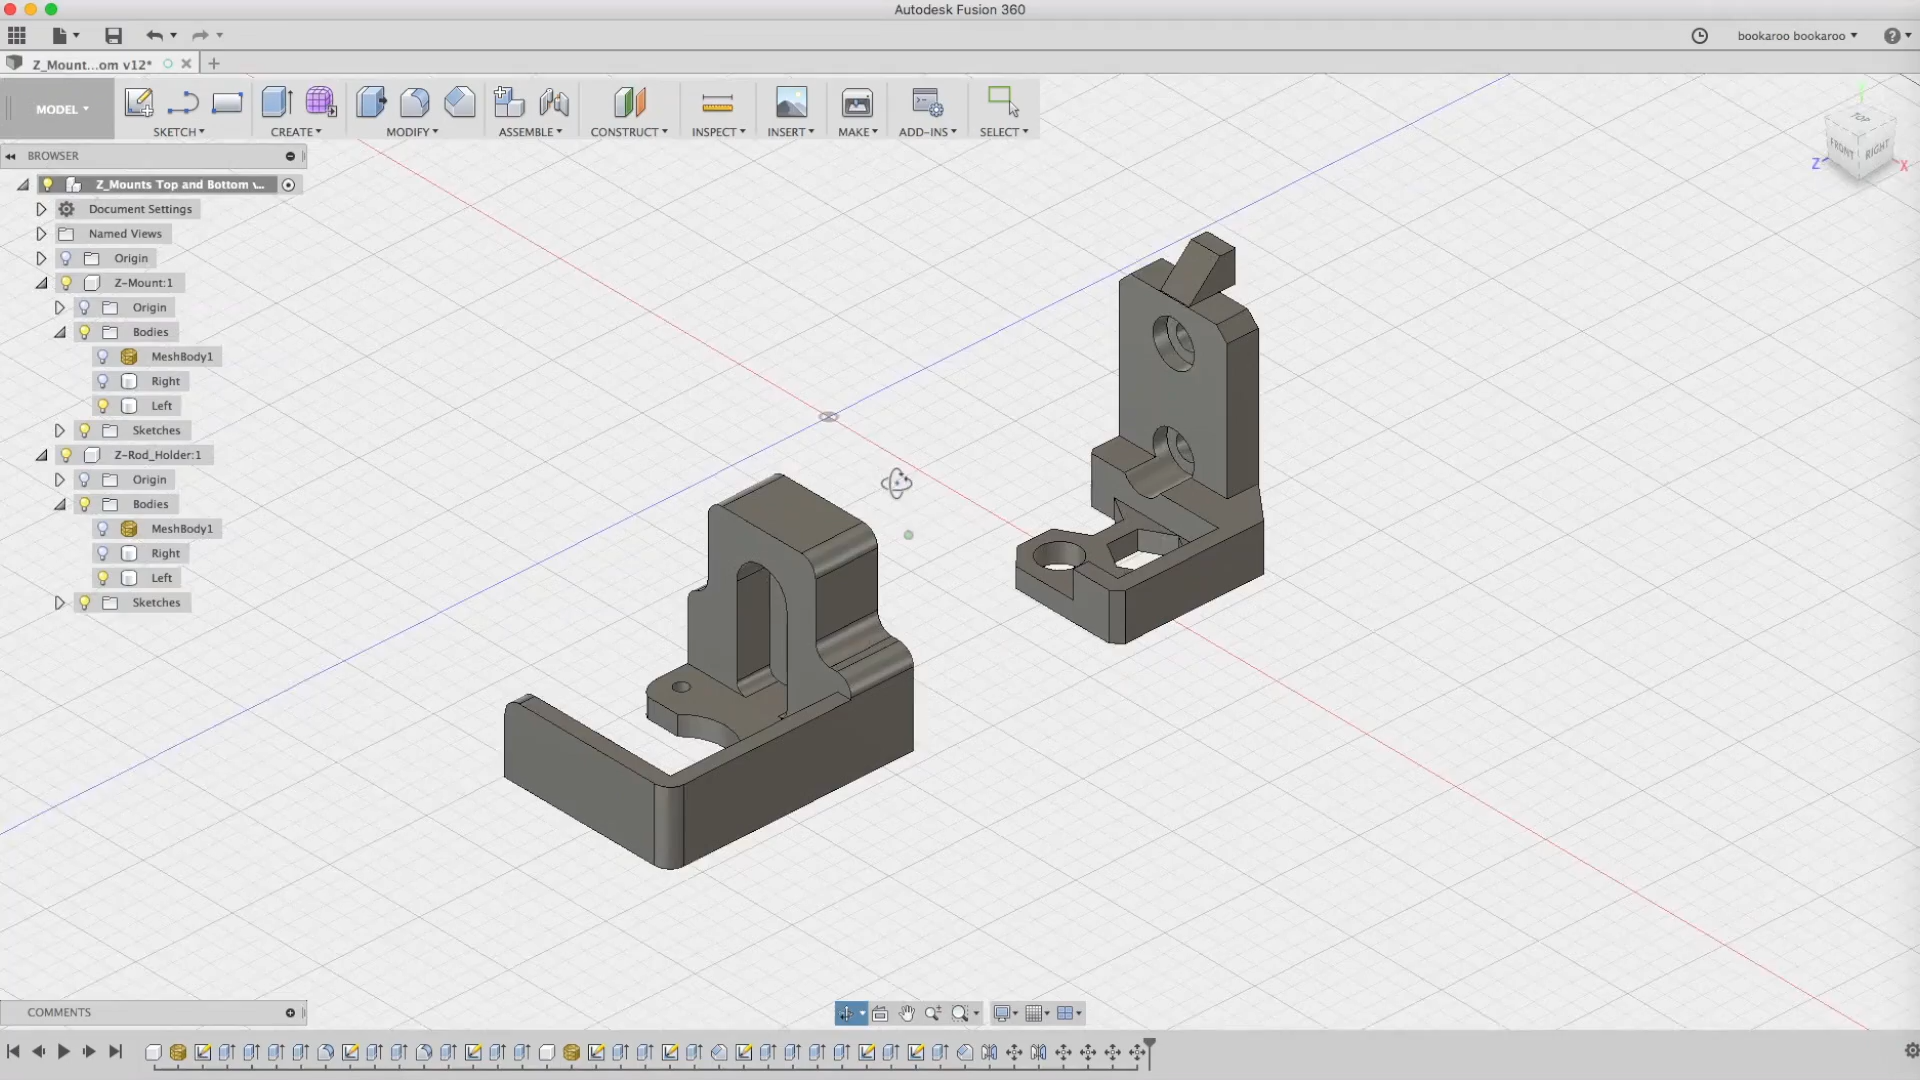 Autodesk Fusion 360
bookaroo bookaroo
Z_Mount...om v12*
MODEL
SKETCH
CREATE
MODIFY
ASSEMBLE
CONSTRUCT
INSPECT
INSERT
MAKE
ADD-INS
SELECT
BROWSER
Z_Mounts Top and Bottom \...
Document Settings
Named Views
Origin
Z-Mount:1
Origin
Bodies
MeshBody1
Right
Left
Sketches
Z-Rod_Holder:1
Origin
Bodies
MeshBody1
Right
Left
Sketches
TOP
FRONT
RIGHT
Z
X
COMMENTS